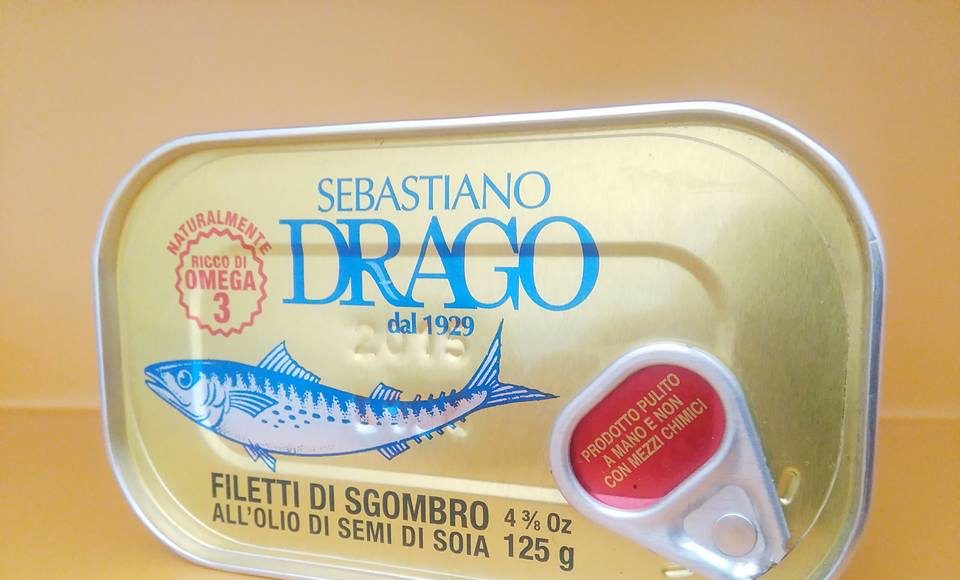 SEBASTIANO
DRAGO
dal 1929
NATURALMENTE
RICCO DI
OMEGA
3
PRODOTTO PULITO
A MANO E NON
CON MEZZI CHIMICI
FILETTI DI SGOMBRO 4 ⅜ Oz
ALL'OLIO DI SEMI DI SOIA 125 g